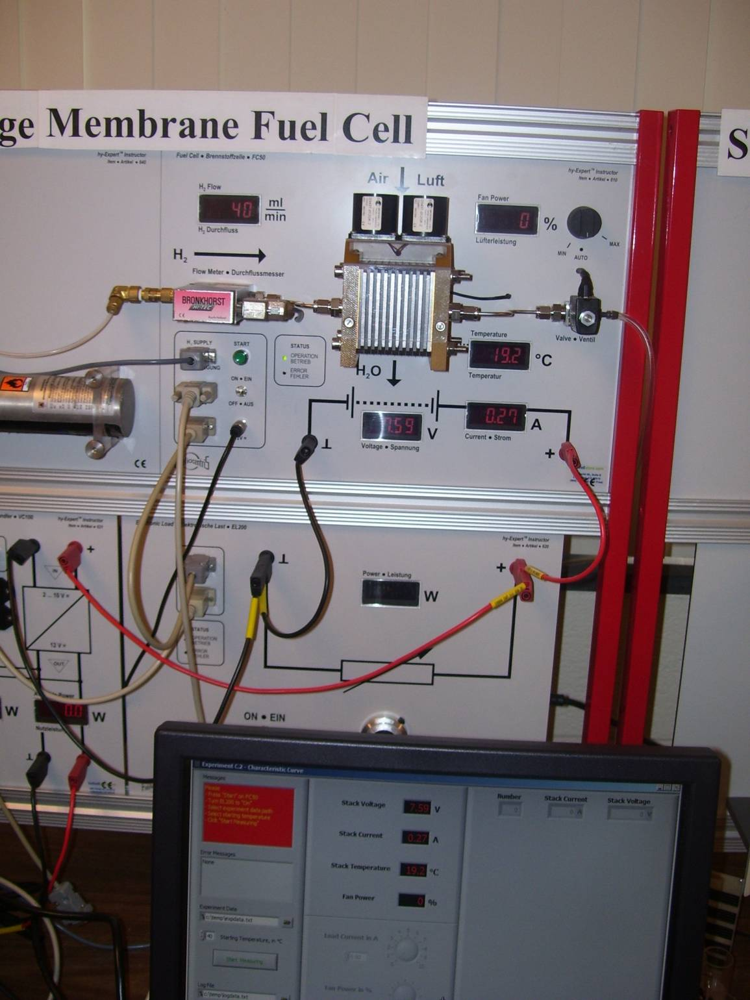 ge Membrane Fuel Cell
S
hy-Expert™ Instructor
Item • Artikel • 640
Fuel Cell • Brennstoffzelle • FC50
hy-Expert™ Instructor
Item • Artikel • 610
Air Luft
H2 Flow
40 ml/min
H2 Durchfluss
Fan Power
0 %
Lüfterleistung
MIN AUTO MAX
H2
Flow Meter • Durchflussmesser
BRONKHORST
HI-TEC
CE
Valve • Ventil
H2 SUPPLY
START
ON • EIN
OFF • AUS
STATUS
OPERATION
BETRIEB
ERROR
FEHLER
H2O
Temperature
19.2 °C
Temperatur
7.59 V
Voltage • Spannung
0.27 A
Current • Strom
+
CE
VC100
hy-Expert™ Instructor
Item • Artikel • 631
Last • EL200
hy-Expert™ Instructor
Item • Artikel • 620
+
IN
2 ... 15 V =
12 V =
OUT
Power • Leistung
W
+
STATUS
OPERATION
BETRIEB
ERROR
FEHLER
W
Power
0.0 W
ON • EIN
CE
Experiment C.2 - Characteristic Curve
Messages
Please
- Press "Start" on FC50
- Turn EL200 to "On"
- Select experiment data path
- Select starting temperature
- Click "Start Measuring"
Error Messages
None
Experiment Data
c:\temp\expdata.txt
40 Starting Temperature, in °C
Start Measuring
Log File
c:\temp\logdata.txt
Stack Voltage 7.59 V
Stack Current 0.27 A
Stack Temperature 19.2 °C
Fan Power 0 %
Load Current in A
0.00
Fan Power in %
Number
0
Stack Current
0 A
Stack Voltage
0 V